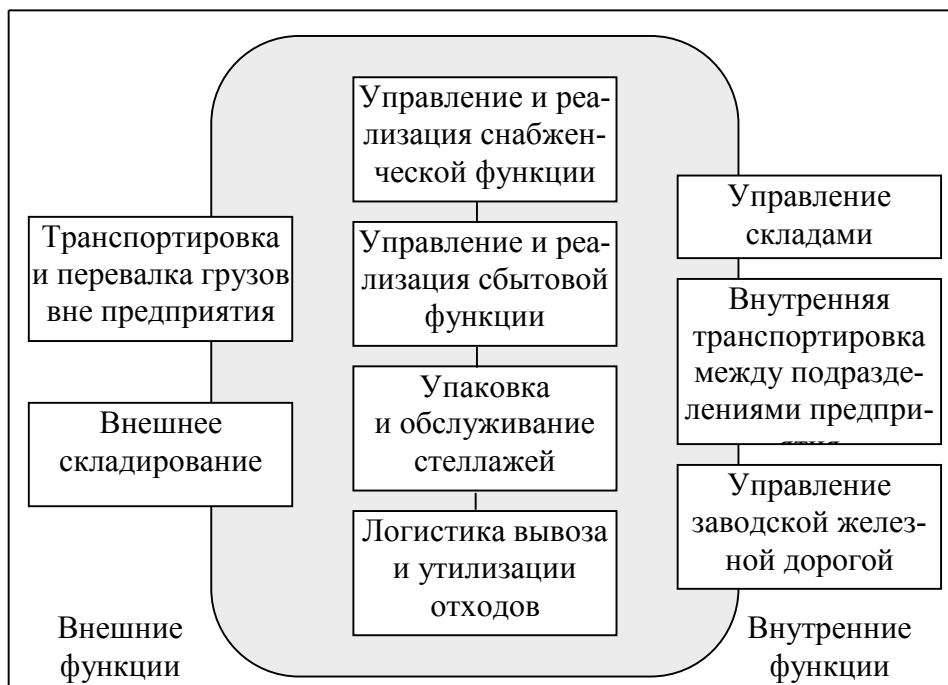 Управление и реа-
лизация снабжен-
ческой функции
Управление и реа-
лизация сбытовой
функции
Упаковка
и обслуживание
стеллажей
Логистика вывоза
и утилизации
отходов
Транспортировка
и перевалка грузов
вне предприятия
Внешнее
складирование
Внешние
функции
Управление
складами
Внутренняя
транспортировка
между подразде-
лениями предпри-
ятия
Управление
заводской желез-
ной дорогой
Внутренние
функции